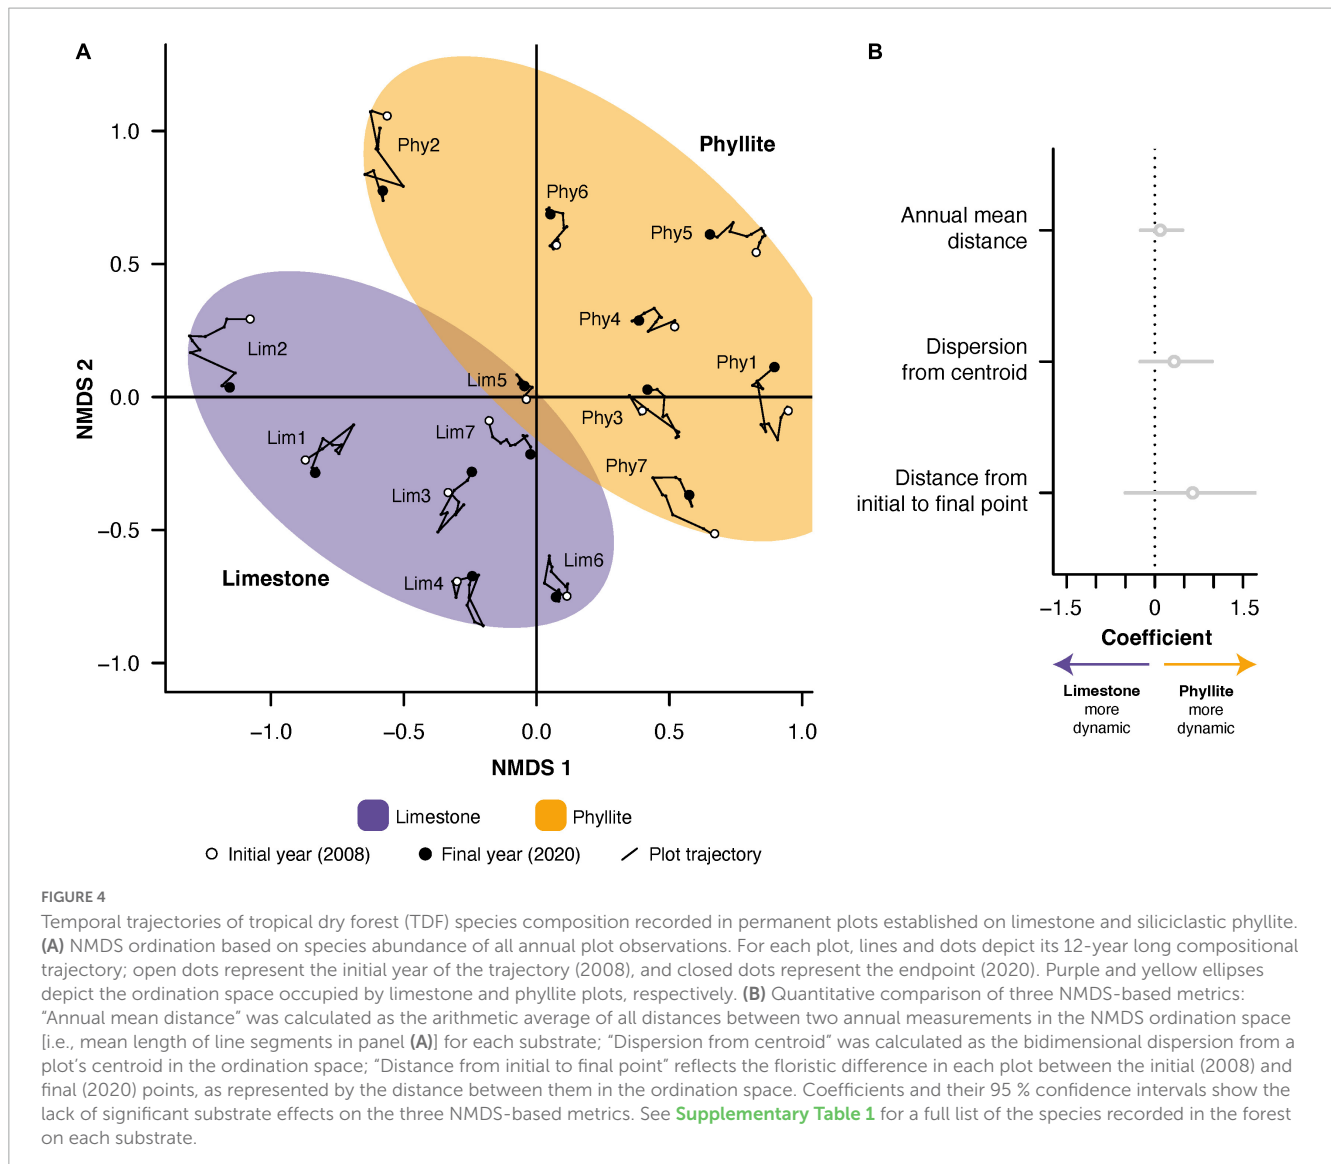 A
B
1.0
0.5
0.0
−0.5
−1.0
NMDS 2
−1.0
−0.5
0.0
0.5
1.0
NMDS 1
Phyllite
Limestone
Phy2
Phy6
Phy5
Phy4
Phy1
Phy3
Phy7
Lim2
Lim5
Lim1
Lim7
Lim3
Lim4
Lim6
Limestone
Phyllite
Initial year (2008)
Final year (2020)
Plot trajectory
Annual mean
distance
Dispersion
from centroid
Distance from
initial to final point
−1.5
0
1.5
Coefficient
Limestone
more
dynamic
Phyllite
more
dynamic
FIGURE 4
Temporal trajectories of tropical dry forest (TDF) species composition recorded in permanent plots established on limestone and siliciclastic phyllite.
(A) NMDS ordination based on species abundance of all annual plot observations. For each plot, lines and dots depict its 12-year long compositional
trajectory; open dots represent the initial year of the trajectory (2008), and closed dots represent the endpoint (2020). Purple and yellow ellipses
depict the ordination space occupied by limestone and phyllite plots, respectively. (B) Quantitative comparison of three NMDS-based metrics:
“Annual mean distance” was calculated as the arithmetic average of all distances between two annual measurements in the NMDS ordination space
[i.e., mean length of line segments in panel (A)] for each substrate; “Dispersion from centroid” was calculated as the bidimensional dispersion from a
plot’s centroid in the ordination space; “Distance from initial to final point” reflects the floristic difference in each plot between the initial (2008) and
final (2020) points, as represented by the distance between them in the ordination space. Coefficients and their 95 % confidence intervals show the
lack of significant substrate effects on the three NMDS-based metrics. See Supplementary Table 1 for a full list of the species recorded in the forest
on each substrate.